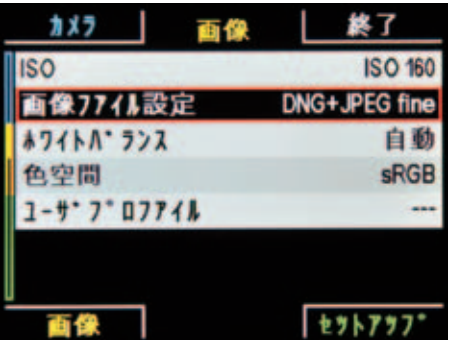 カメラ 画像 終了
ISO ISO 160
画像ファイル設定 DNG+JPEG fine
ホワイトバランス 自動
色空間 sRGB
ユーザプロファイル ---
画像 セットアップ